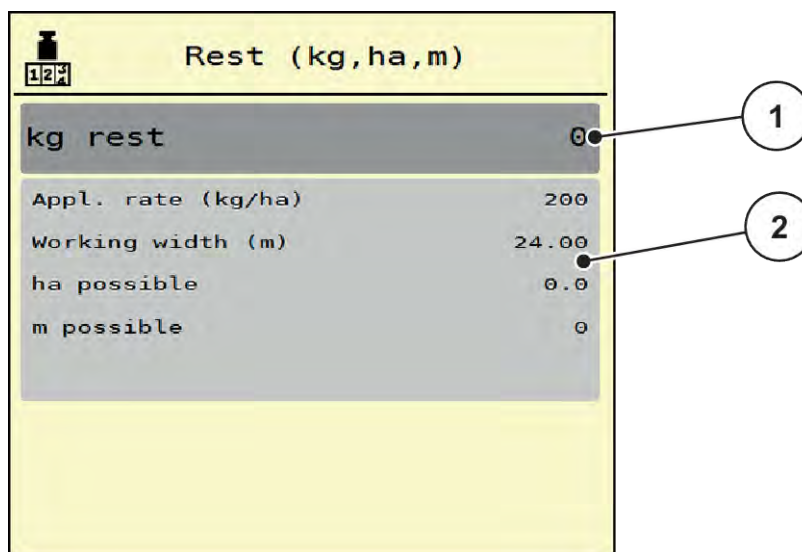 Rest (kg,ha,m)
kg rest 0
1
Appl. rate (kg/ha) 200
Working width (m) 24.00
2
ha possible 0.0
m possible 0